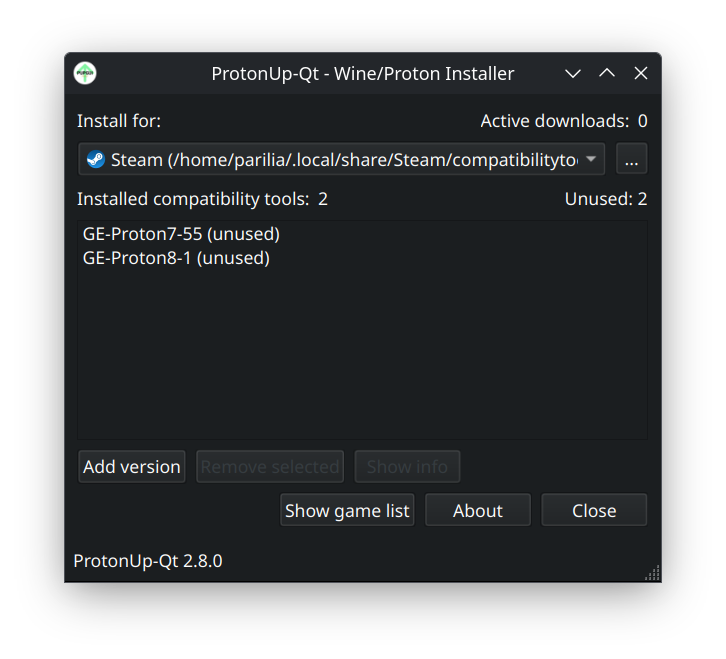 ProtonUp-Qt - Wine/Proton Installer
Install for: Active downloads: 0
Steam (/home/parilia/.local/share/Steam/compatibilityto ...
Installed compatibility tools: 2 Unused: 2
GE-Proton7-55 (unused)
GE-Proton8-1 (unused)
Add version Remove selected Show info
Show game list About Close
ProtonUp-Qt 2.8.0